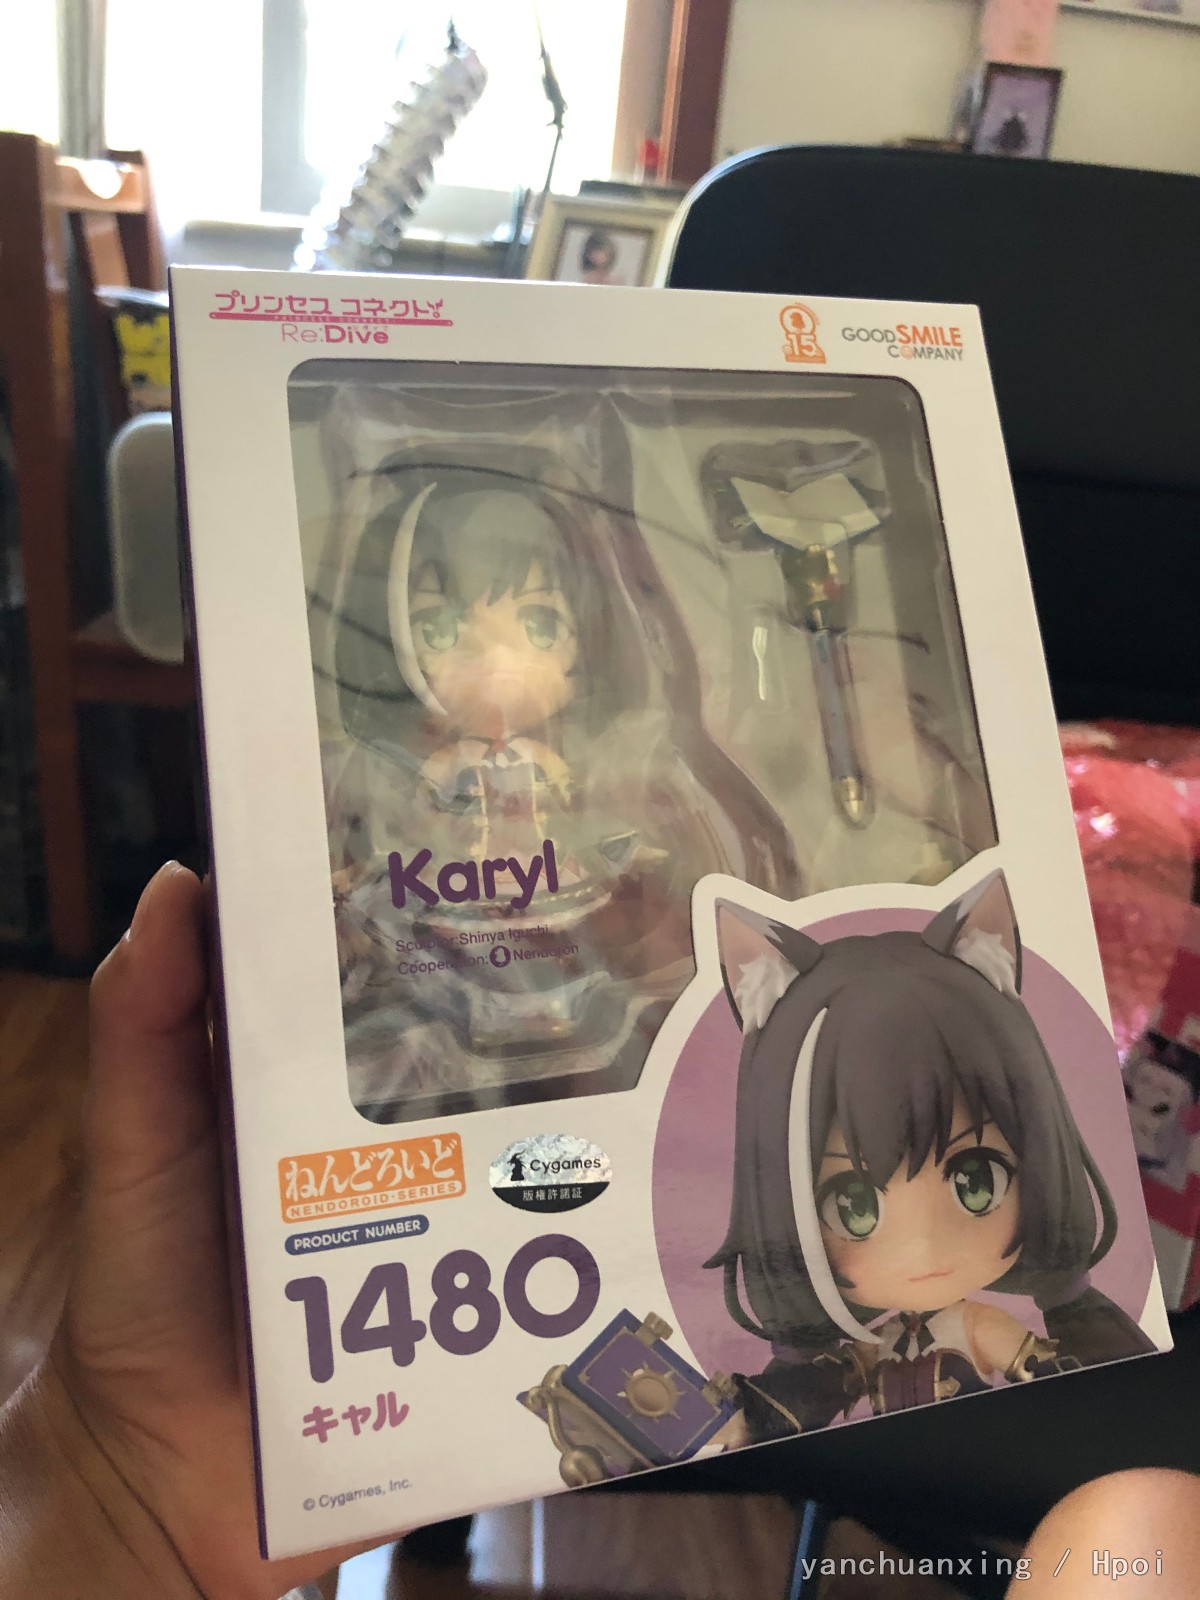 プリンセスコネクト!
PRINCESS CONNECT!
Re:Dive
15
GOOD SMILE
COMPANY
Karyl
Sculptor:Shinya Iguchi
Cooperation: Nendoron
ねんどろいど
NENDOROID・SERIES
Cygames
版権許諾証
PRODUCT NUMBER
1480
キャル
© Cygames, Inc.
yanchuanxing / Hpoi